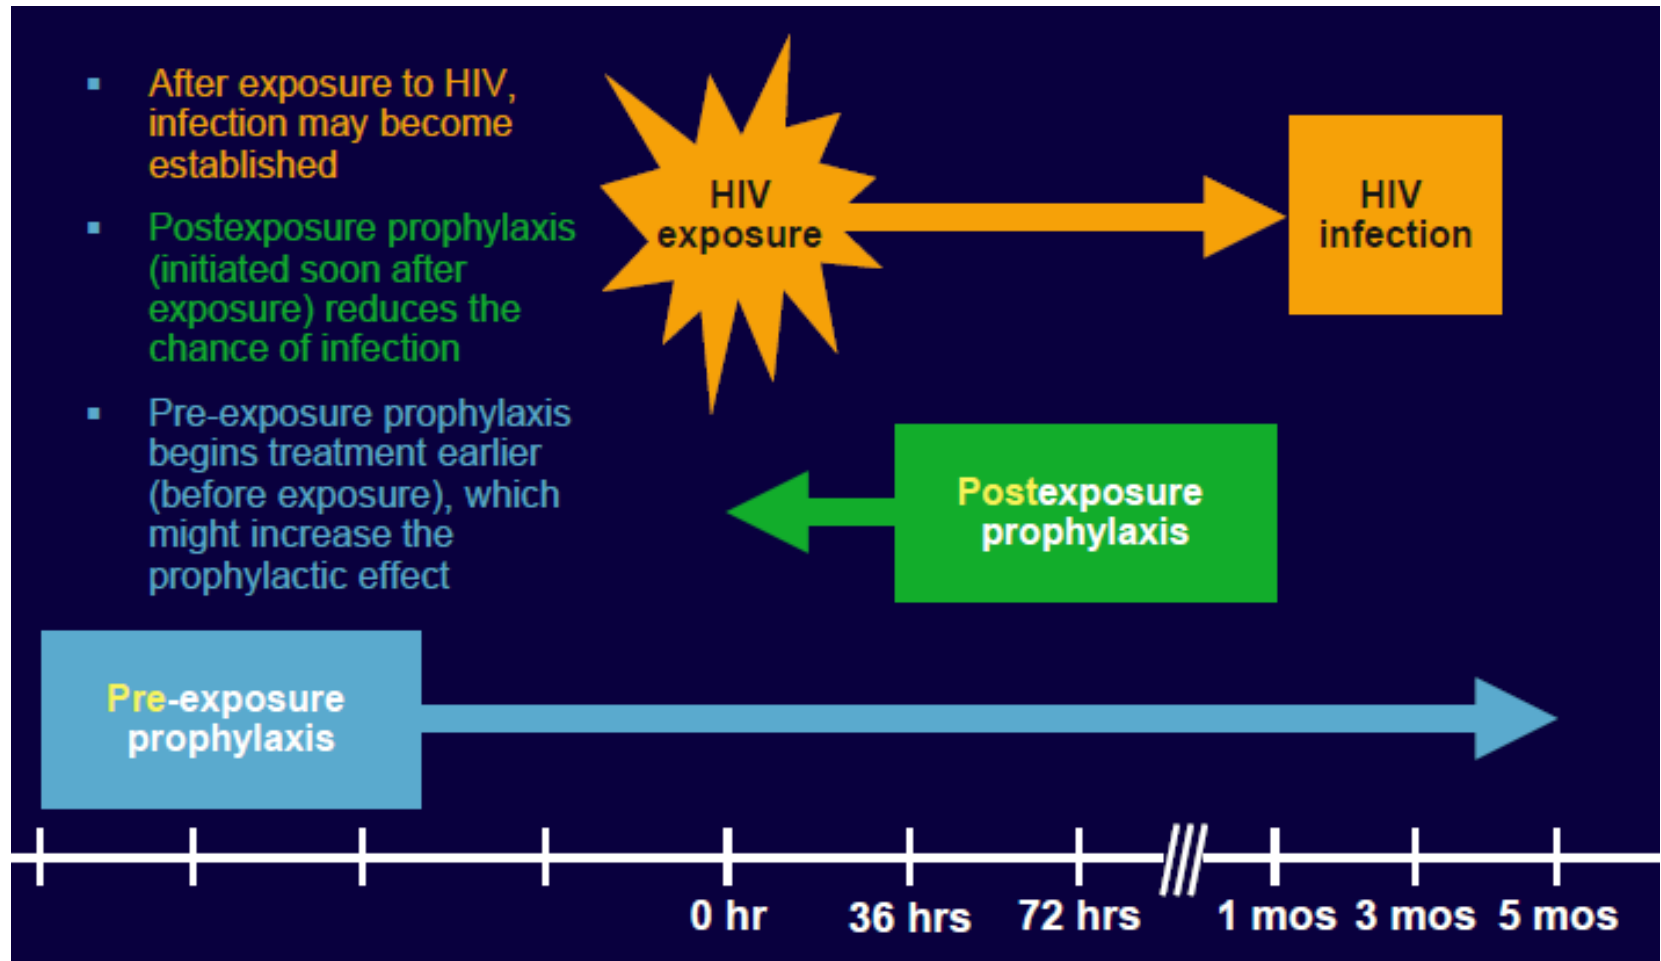 After exposure to HIV,
infection may become
established
Postexposure prophylaxis
(initiated soon after
exposure) reduces the
chance of infection
Pre-exposure prophylaxis
begins treatment earlier
(before exposure), which
might increase the
prophylactic effect
HIV
exposure
HIV
infection
Postexposure
prophylaxis
Pre-exposure
prophylaxis
0 hr 36 hrs 72 hrs 1 mos 3 mos 5 mos